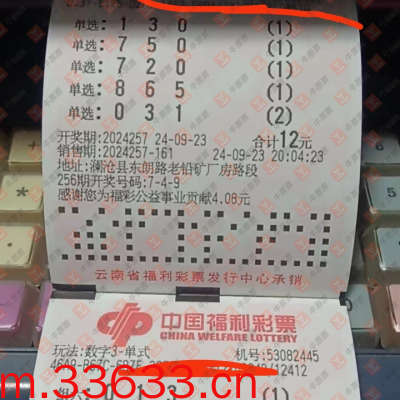 单选: 1 3 0 (1)
单选: 7 5 0 (1)
单选: 7 2 0 (1)
单选: 8 6 5 (1)
单选: 0 3 1 (2)
开奖期:2024257 24-09-23 合计12元
销售期:2024257-161 24-09-23 20:04:23
地址:澜沧县东朗路老铅矿厂房路段
256期开奖号码:7-4-9
感谢您为福彩公益事业贡献4.08元
云南省福利彩票发行中心承销
中国福利彩票
CHINA WELFARE LOTTERY
玩法:数字3-单式 机号:53082445
/12412
m.33633.cn
0 1 3 (1)